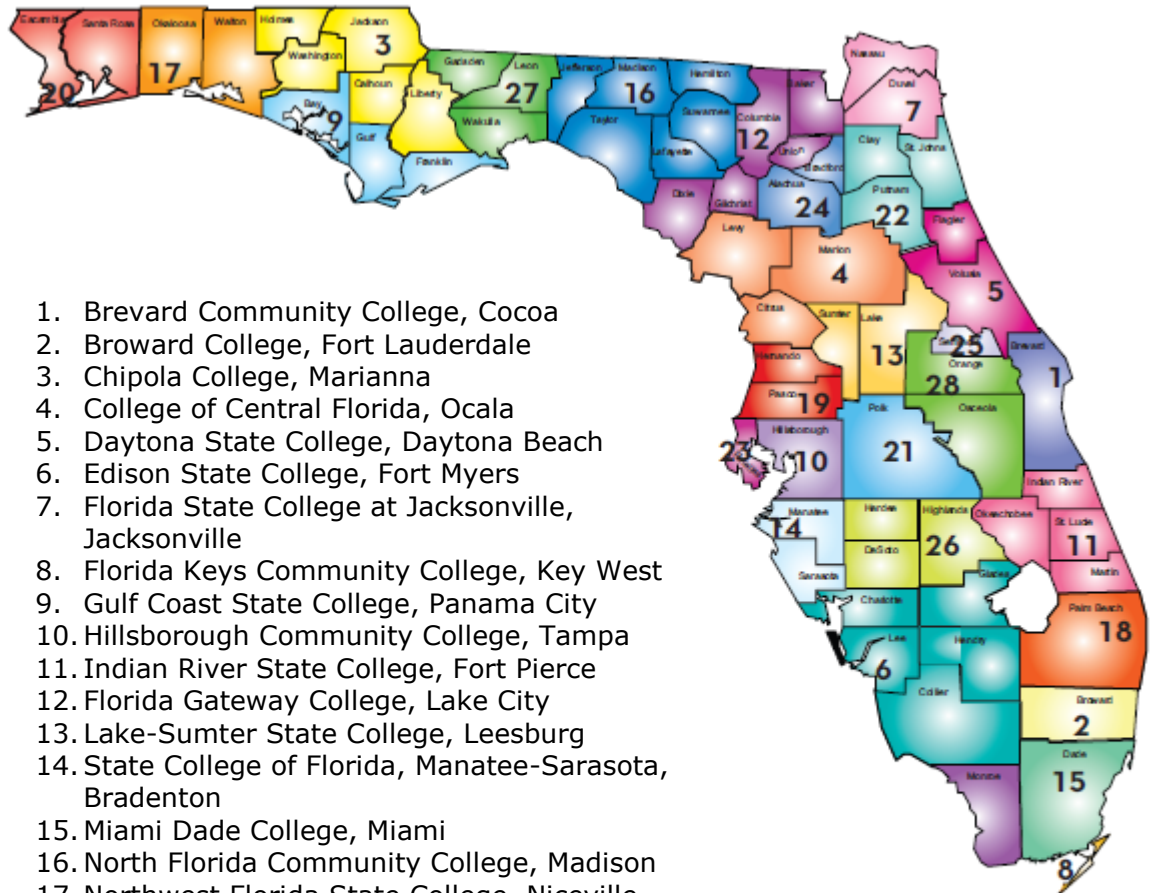 Escambia
Santa Rosa
Okaloosa
Walton
Holmes
Jackson
3
Washington
17
20
Calhoun
Liberty
Bay
9
Gulf
Franklin
Gadsden
Leon
27
Wakulla
Jefferson
Madison
16
Hamilton
Taylor
Suwannee
Lafayette
Columbia
12
Baker
Union
Bradford
Dixie
Gilchrist
Alachua
24
Nassau
Duval
7
Clay
St. Johns
Putnam
22
Flagler
Levy
Marion
4
Volusia
5
Citrus
Sumter
Lake
13
25
Orange
28
Brevard
1
Hernando
Pasco
19
Polk
21
Osceola
Hillsborough
10
23
Indian River
Manatee
14
Hardee
Highlands
26
Okeechobee
St. Lucie
11
DeSoto
Sarasota
Martin
Glades
Charlotte
Palm Beach
18
Lee
6
Hendry
Collier
Broward
2
Dade
15
Monroe
8
1. Brevard Community College, Cocoa
2. Broward College, Fort Lauderdale
3. Chipola College, Marianna
4. College of Central Florida, Ocala
5. Daytona State College, Daytona Beach
6. Edison State College, Fort Myers
7. Florida State College at Jacksonville,
Jacksonville
8. Florida Keys Community College, Key West
9. Gulf Coast State College, Panama City
10. Hillsborough Community College, Tampa
11. Indian River State College, Fort Pierce
12. Florida Gateway College, Lake City
13. Lake-Sumter State College, Leesburg
14. State College of Florida, Manatee-Sarasota,
Bradenton
15. Miami Dade College, Miami
16. North Florida Community College, Madison
17. Northwest Florida State College, Niceville